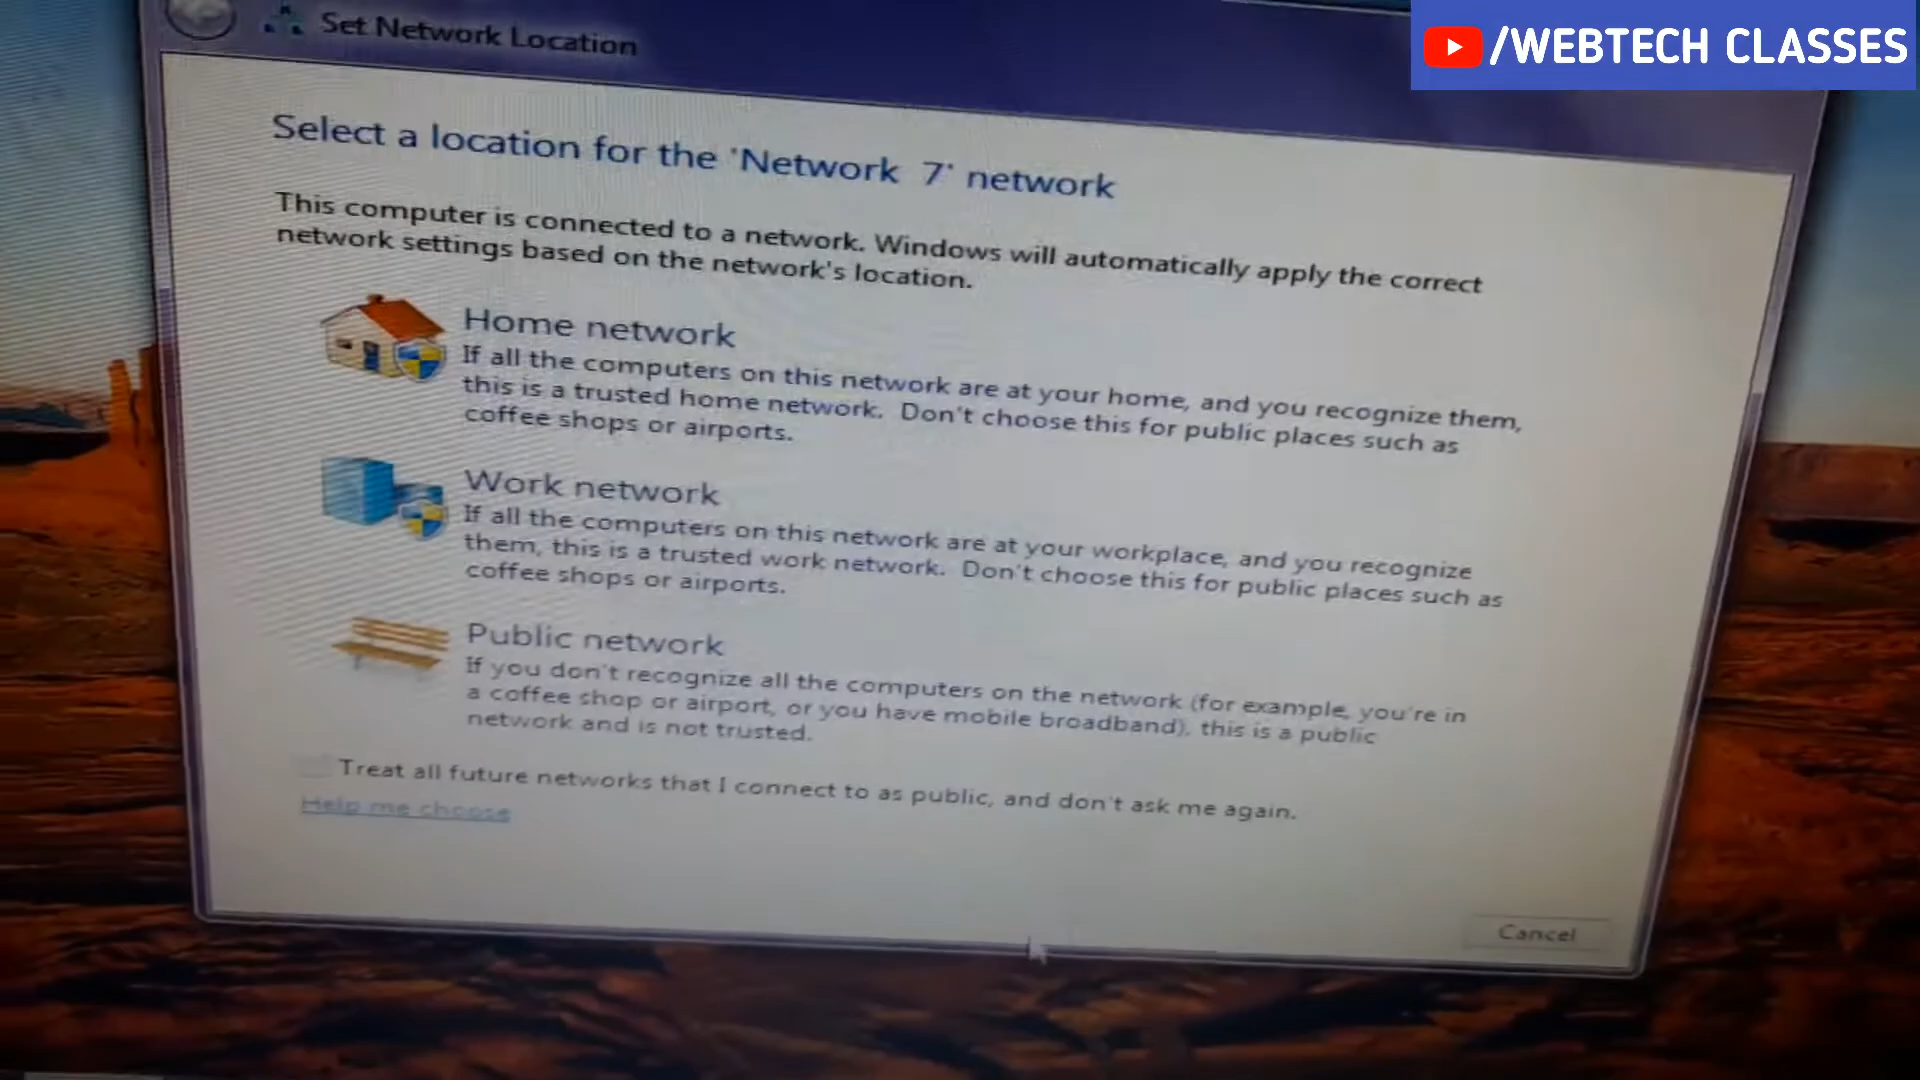 /WEBTECH CLASSES
Set Network Location
Select a location for the 'Network 7' network
This computer is connected to a network. Windows will automatically apply the correct
network settings based on the network's location.
Home network
If all the computers on this network are at your home, and you recognize them,
this is a trusted home network. Don't choose this for public places such as
coffee shops or airports.
Work network
If all the computers on this network are at your workplace, and you recognize
them, this is a trusted work network. Don't choose this for public places such as
coffee shops or airports.
Public network
If you don't recognize all the computers on the network (for example, you're in
a coffee shop or airport, or you have mobile broadband), this is a public
network and is not trusted.
Treat all future networks that I connect to as public, and don't ask me again.
Help me choose
Cancel